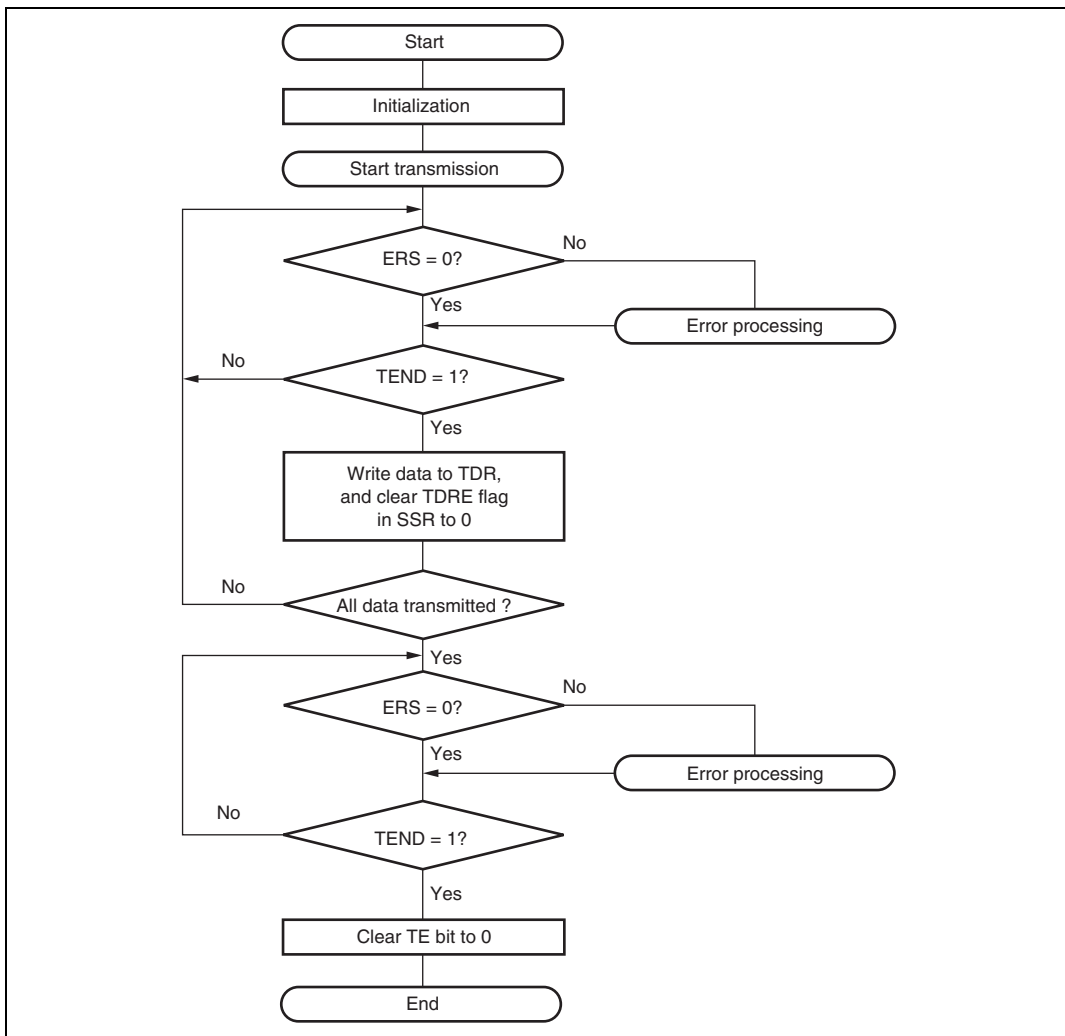 Start
Initialization
Start transmission
No
ERS = 0?
Yes
Error processing
No
TEND = 1?
Yes
Write data to TDR,
and clear TDRE flag
in SSR to 0
No
All data transmitted ?
Yes
No
ERS = 0?
Yes
Error processing
No
TEND = 1?
Yes
Clear TE bit to 0
End